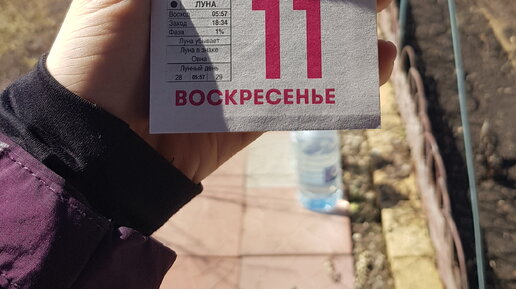 ЛУНА
Восход 05:57
Заход 18:34
Фаза 1%
Луна убывает
Луна в знаке
Овна
Лунный день
28 05:57 29
11
ВОСКРЕСЕНЬЕ